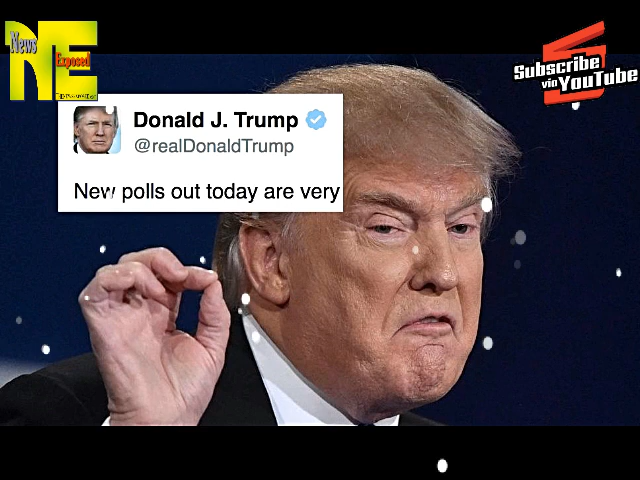 News
Exposed
Subscribe
via YouTube
Donald J. Trump
@realDonaldTrump
New polls out today are very